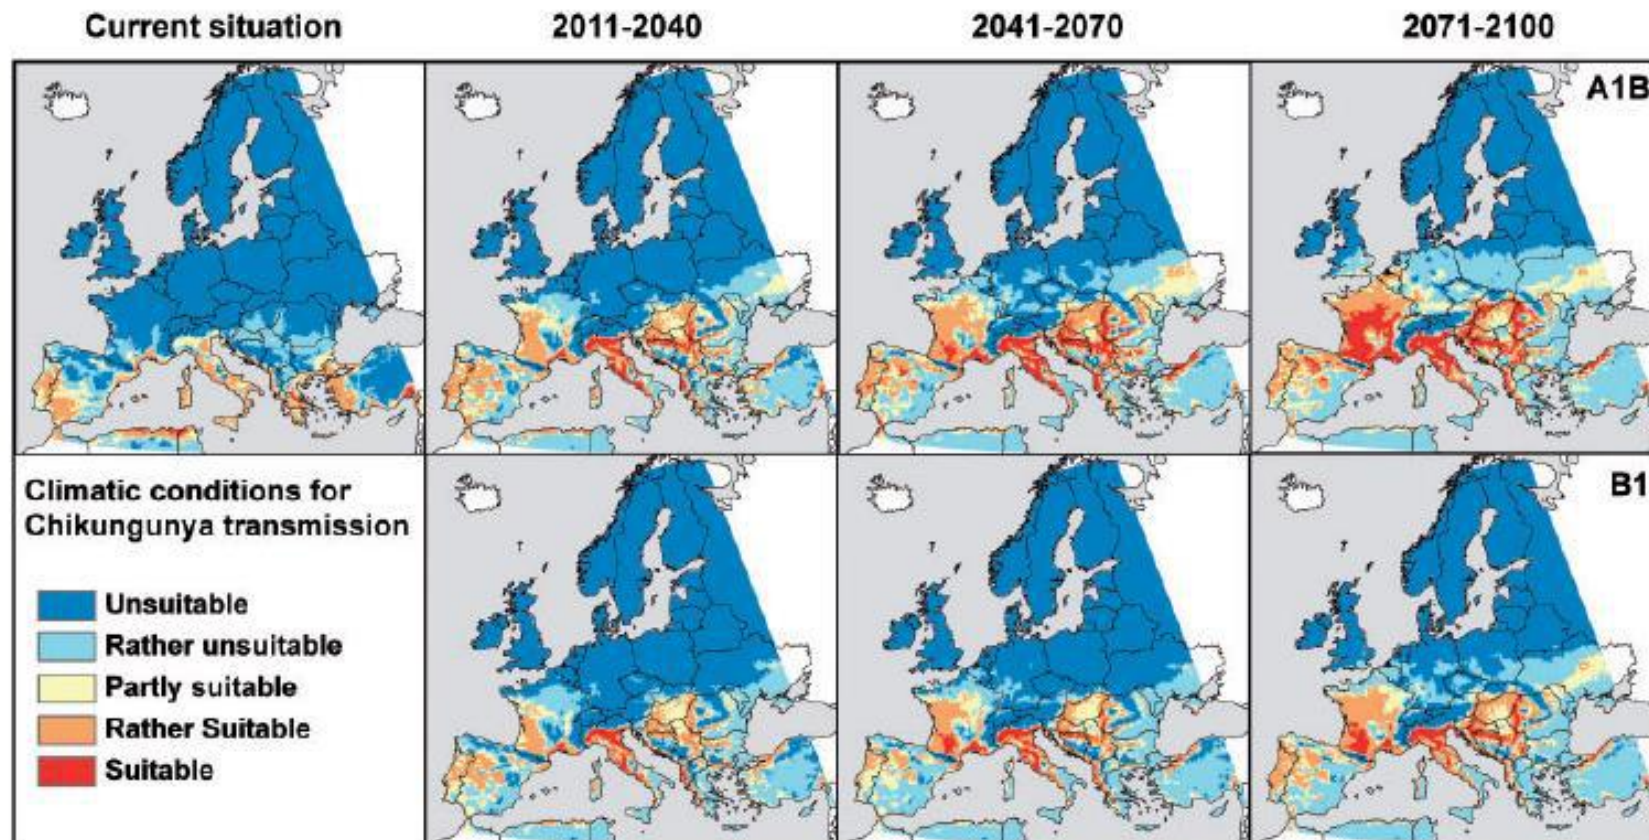 Current situation
2011-2040
2041-2070
2071-2100
A1B
B1
Climatic conditions for
Chikungunya transmission
Unsuitable
Rather unsuitable
Partly suitable
Rather Suitable
Suitable